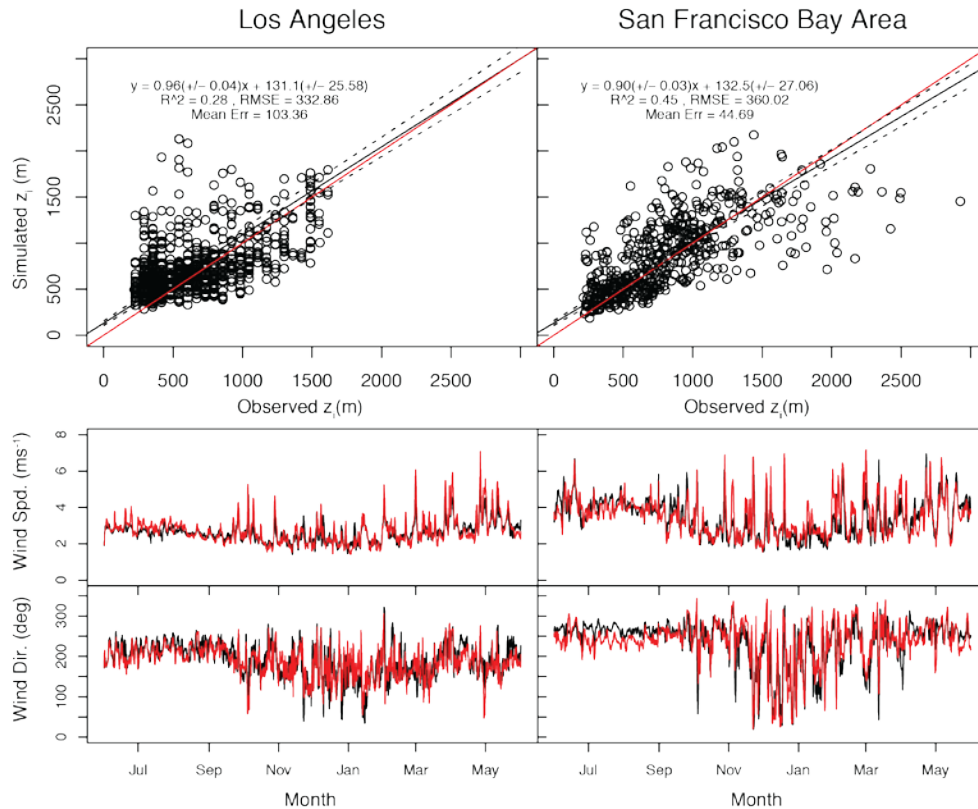 Los Angeles
San Francisco Bay Area
y = 0.96(+/− 0.04)x + 131.1(+/− 25.58)
R^2 = 0.28 , RMSE = 332.86
Mean Err = 103.36
y = 0.90(+/− 0.03)x + 132.5(+/− 27.06)
R^2 = 0.45 , RMSE = 360.02
Mean Err = 44.69
Simulated zᵢ (m)
2500
1500
500
0
0 500 1000 1500 2000 2500
0 500 1000 1500 2000 2500
Observed zᵢ(m)
Observed zᵢ(m)
Wind Spd. (ms⁻¹)
8
6
4
2
0
Wind Dir. (deg)
300
200
100
0
Jul Sep Nov Jan Mar May
Jul Sep Nov Jan Mar May
Month
Month